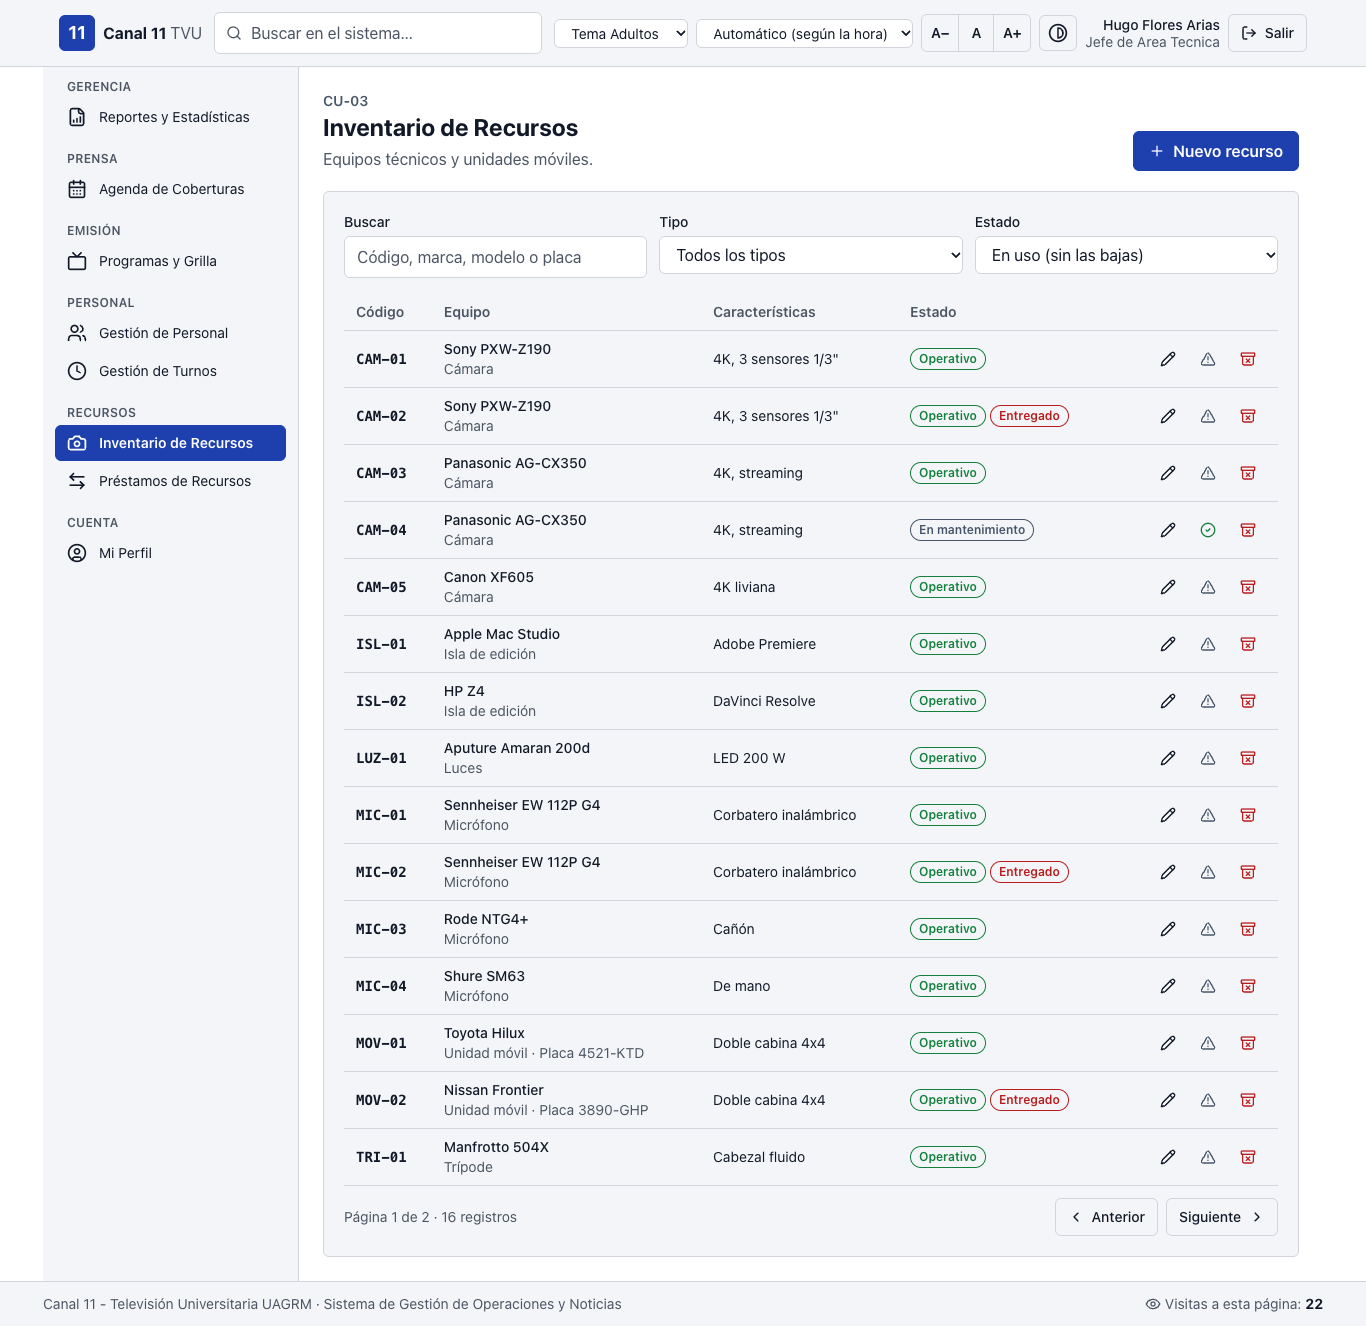 11 Canal 11 TVU
Buscar en el sistema...
Tema Adultos
Automático (según la hora)
A− A A+
Hugo Flores Arias
Jefe de Area Tecnica
Salir
GERENCIA
Reportes y Estadísticas
PRENSA
Agenda de Coberturas
EMISIÓN
Programas y Grilla
PERSONAL
Gestión de Personal
Gestión de Turnos
RECURSOS
Inventario de Recursos
Préstamos de Recursos
CUENTA
Mi Perfil
CU-03
Inventario de Recursos
Equipos técnicos y unidades móviles.
Nuevo recurso
Buscar Tipo Estado
Código, marca, modelo o placa Todos los tipos En uso (sin las bajas)
Código Equipo Características Estado
CAM-01 Sony PXW-Z190 4K, 3 sensores 1/3" Operativo
Cámara
CAM-02 Sony PXW-Z190 4K, 3 sensores 1/3" Operativo Entregado
Cámara
CAM-03 Panasonic AG-CX350 4K, streaming Operativo
Cámara
CAM-04 Panasonic AG-CX350 4K, streaming En mantenimiento
Cámara
CAM-05 Canon XF605 4K liviana Operativo
Cámara
ISL-01 Apple Mac Studio Adobe Premiere Operativo
Isla de edición
ISL-02 HP Z4 DaVinci Resolve Operativo
Isla de edición
LUZ-01 Aputure Amaran 200d LED 200 W Operativo
Luces
MIC-01 Sennheiser EW 112P G4 Corbatero inalámbrico Operativo
Micrófono
MIC-02 Sennheiser EW 112P G4 Corbatero inalámbrico Operativo Entregado
Micrófono
MIC-03 Rode NTG4+ Cañón Operativo
Micrófono
MIC-04 Shure SM63 De mano Operativo
Micrófono
MOV-01 Toyota Hilux Doble cabina 4x4 Operativo
Unidad móvil · Placa 4521-KTD
MOV-02 Nissan Frontier Doble cabina 4x4 Operativo Entregado
Unidad móvil · Placa 3890-GHP
TRI-01 Manfrotto 504X Cabezal fluido Operativo
Trípode
Página 1 de 2 · 16 registros
Anterior Siguiente
Canal 11 - Televisión Universitaria UAGRM · Sistema de Gestión de Operaciones y Noticias
Visitas a esta página: 22